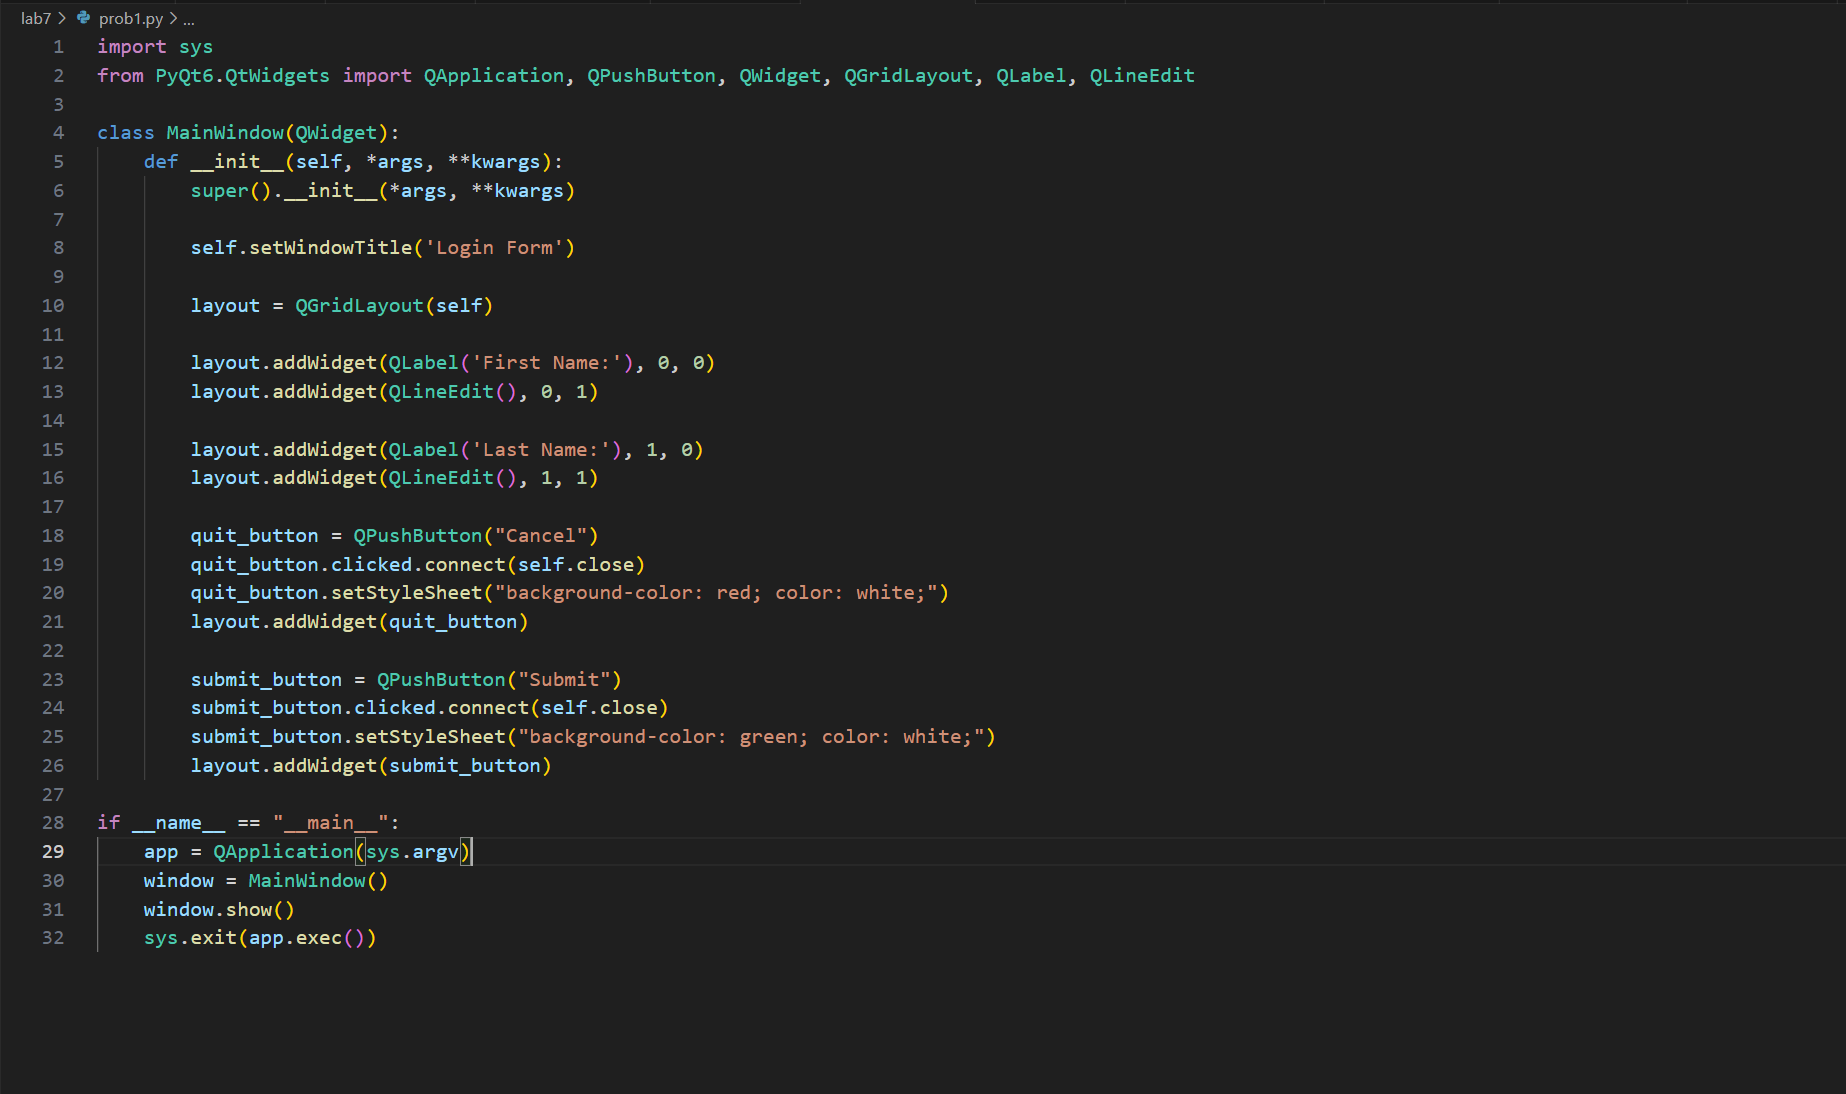 lab7 > prob1.py > ...
1 import sys
2 from PyQt6.QtWidgets import QApplication, QPushButton, QWidget, QGridLayout, QLabel, QLineEdit
3
4 class MainWindow(QWidget):
5     def __init__(self, *args, **kwargs):
6         super().__init__(*args, **kwargs)
7
8         self.setWindowTitle('Login Form')
9
10         layout = QGridLayout(self)
11
12         layout.addWidget(QLabel('First Name:'), 0, 0)
13         layout.addWidget(QLineEdit(), 0, 1)
14
15         layout.addWidget(QLabel('Last Name:'), 1, 0)
16         layout.addWidget(QLineEdit(), 1, 1)
17
18         quit_button = QPushButton("Cancel")
19         quit_button.clicked.connect(self.close)
20         quit_button.setStyleSheet("background-color: red; color: white;")
21         layout.addWidget(quit_button)
22
23         submit_button = QPushButton("Submit")
24         submit_button.clicked.connect(self.close)
25         submit_button.setStyleSheet("background-color: green; color: white;")
26         layout.addWidget(submit_button)
27
28 if __name__ == "__main__":
29     app = QApplication(sys.argv)
30     window = MainWindow()
31     window.show()
32     sys.exit(app.exec())